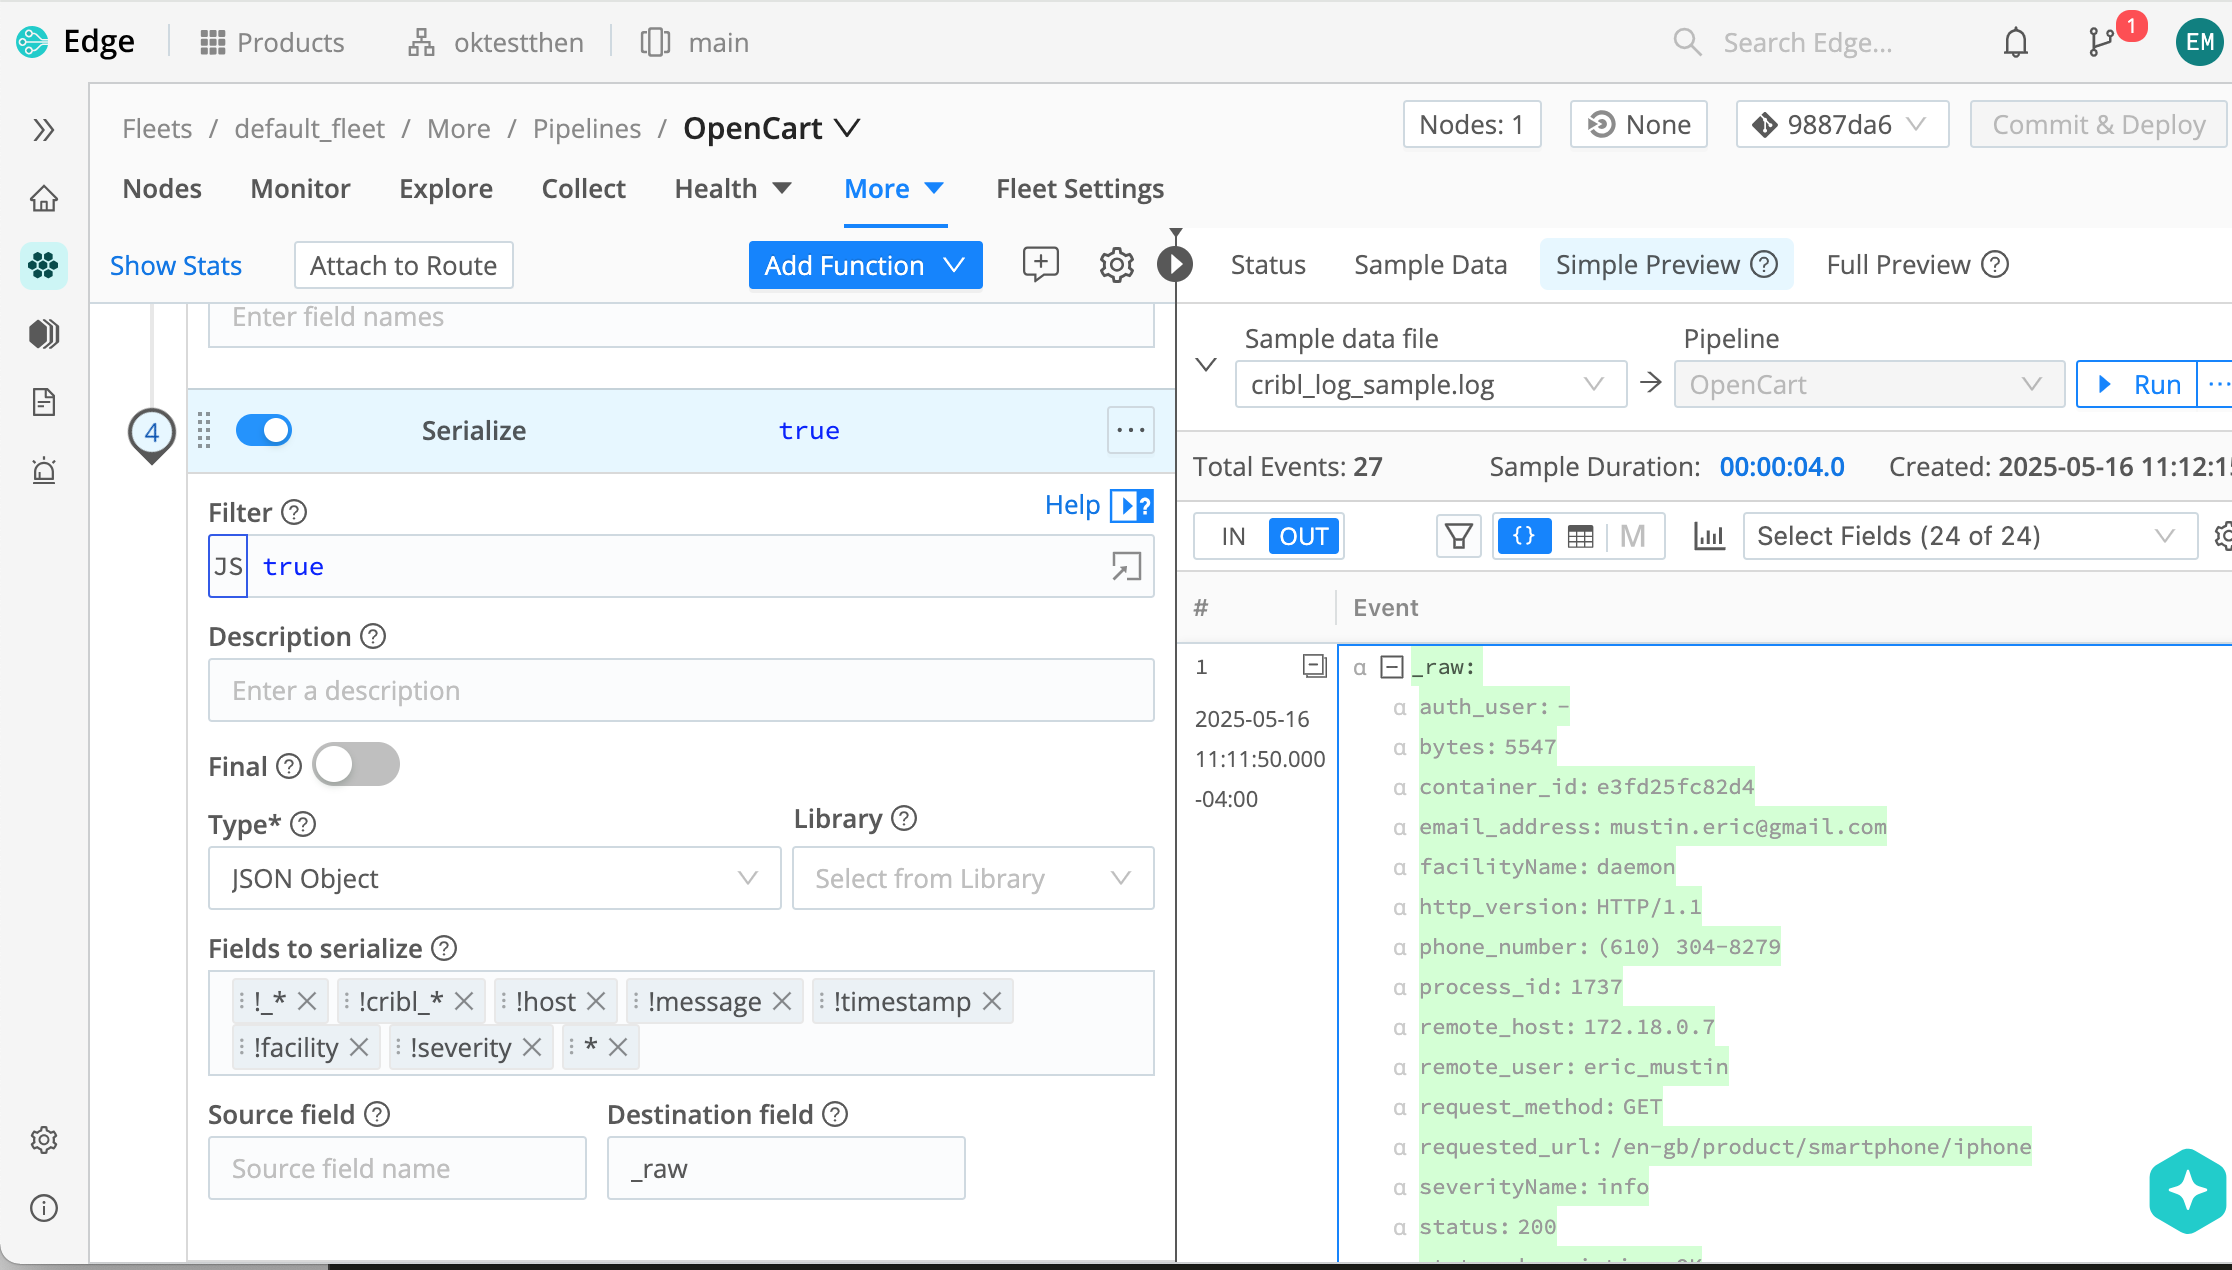 Edge
Products
oktestthen
main
Search Edge...
1
EM
Fleets / default_fleet / More / Pipelines / OpenCart
Nodes: 1
None
9887da6
Commit & Deploy
Nodes
Monitor
Explore
Collect
Health
More
Fleet Settings
Show Stats
Attach to Route
Add Function
Status
Sample Data
Simple Preview
Full Preview
Enter field names
4
Serialize
true
...
Help
Filter
JS
true
Description
Enter a description
Final
Type*
Library
JSON Object
Select from Library
Fields to serialize
!_*
!cribl_*
!host
!message
!timestamp
!facility
!severity
*
Source field
Destination field
Source field name
_raw
Sample data file
Pipeline
cribl_log_sample.log
OpenCart
Run
...
Total Events: 27
Sample Duration: 00:00:04.0
Created: 2025-05-16 11:12:15
IN
OUT
{}
M
Select Fields (24 of 24)
#
Event
1
2025-05-16
11:11:50.000
-04:00
α _raw:
α auth_user: -
α bytes: 5547
α container_id: e3fd25fc82d4
α email_address: mustin.eric@gmail.com
α facilityName: daemon
α http_version: HTTP/1.1
α phone_number: (610) 304-8279
α process_id: 1737
α remote_host: 172.18.0.7
α remote_user: eric_mustin
α request_method: GET
α requested_url: /en-gb/product/smartphone/iphone
α severityName: info
α status: 200